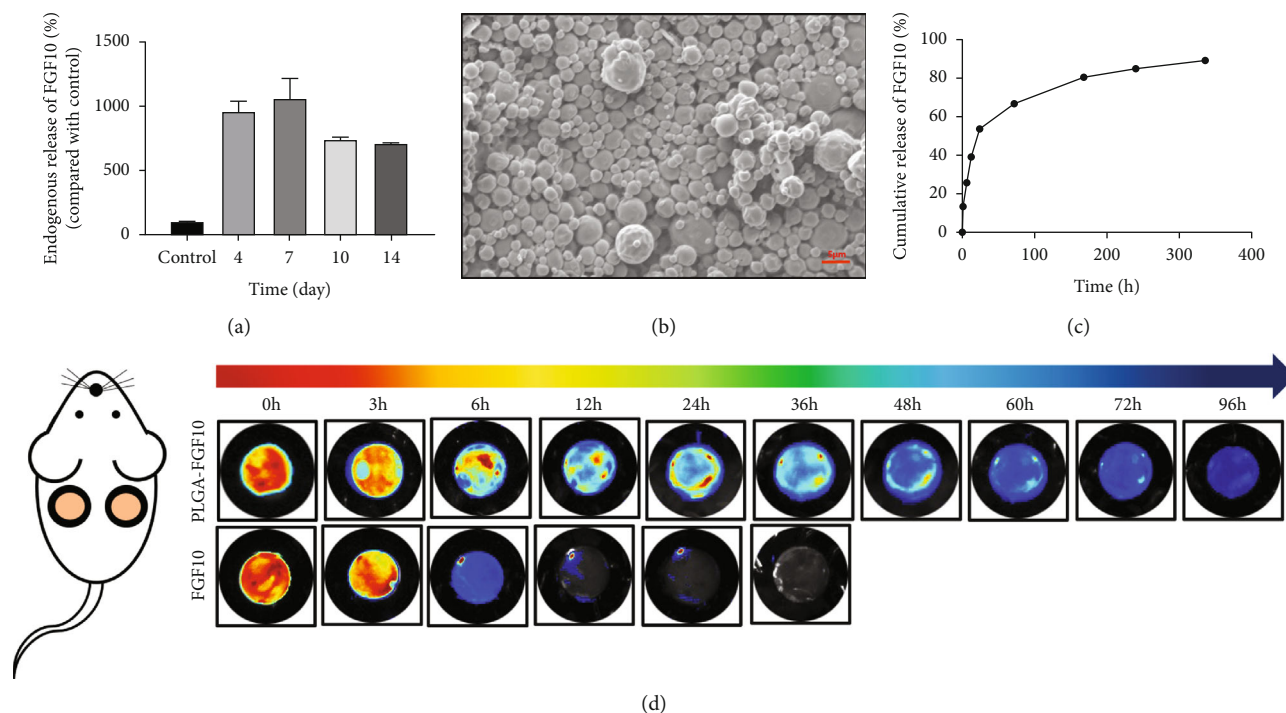 Endogenous release of FGF10 (%)
(compared with control)
1500
1000
500
0
Control 4 7 10 14
Time (day)
(a)
5μm
(b)
Cumulative release of FGF10 (%)
100
80
60
40
20
0
0 100 200 300 400
Time (h)
(c)
0h 3h 6h 12h 24h 36h 48h 60h 72h 96h
PLGA-FGF10
FGF10
(d)